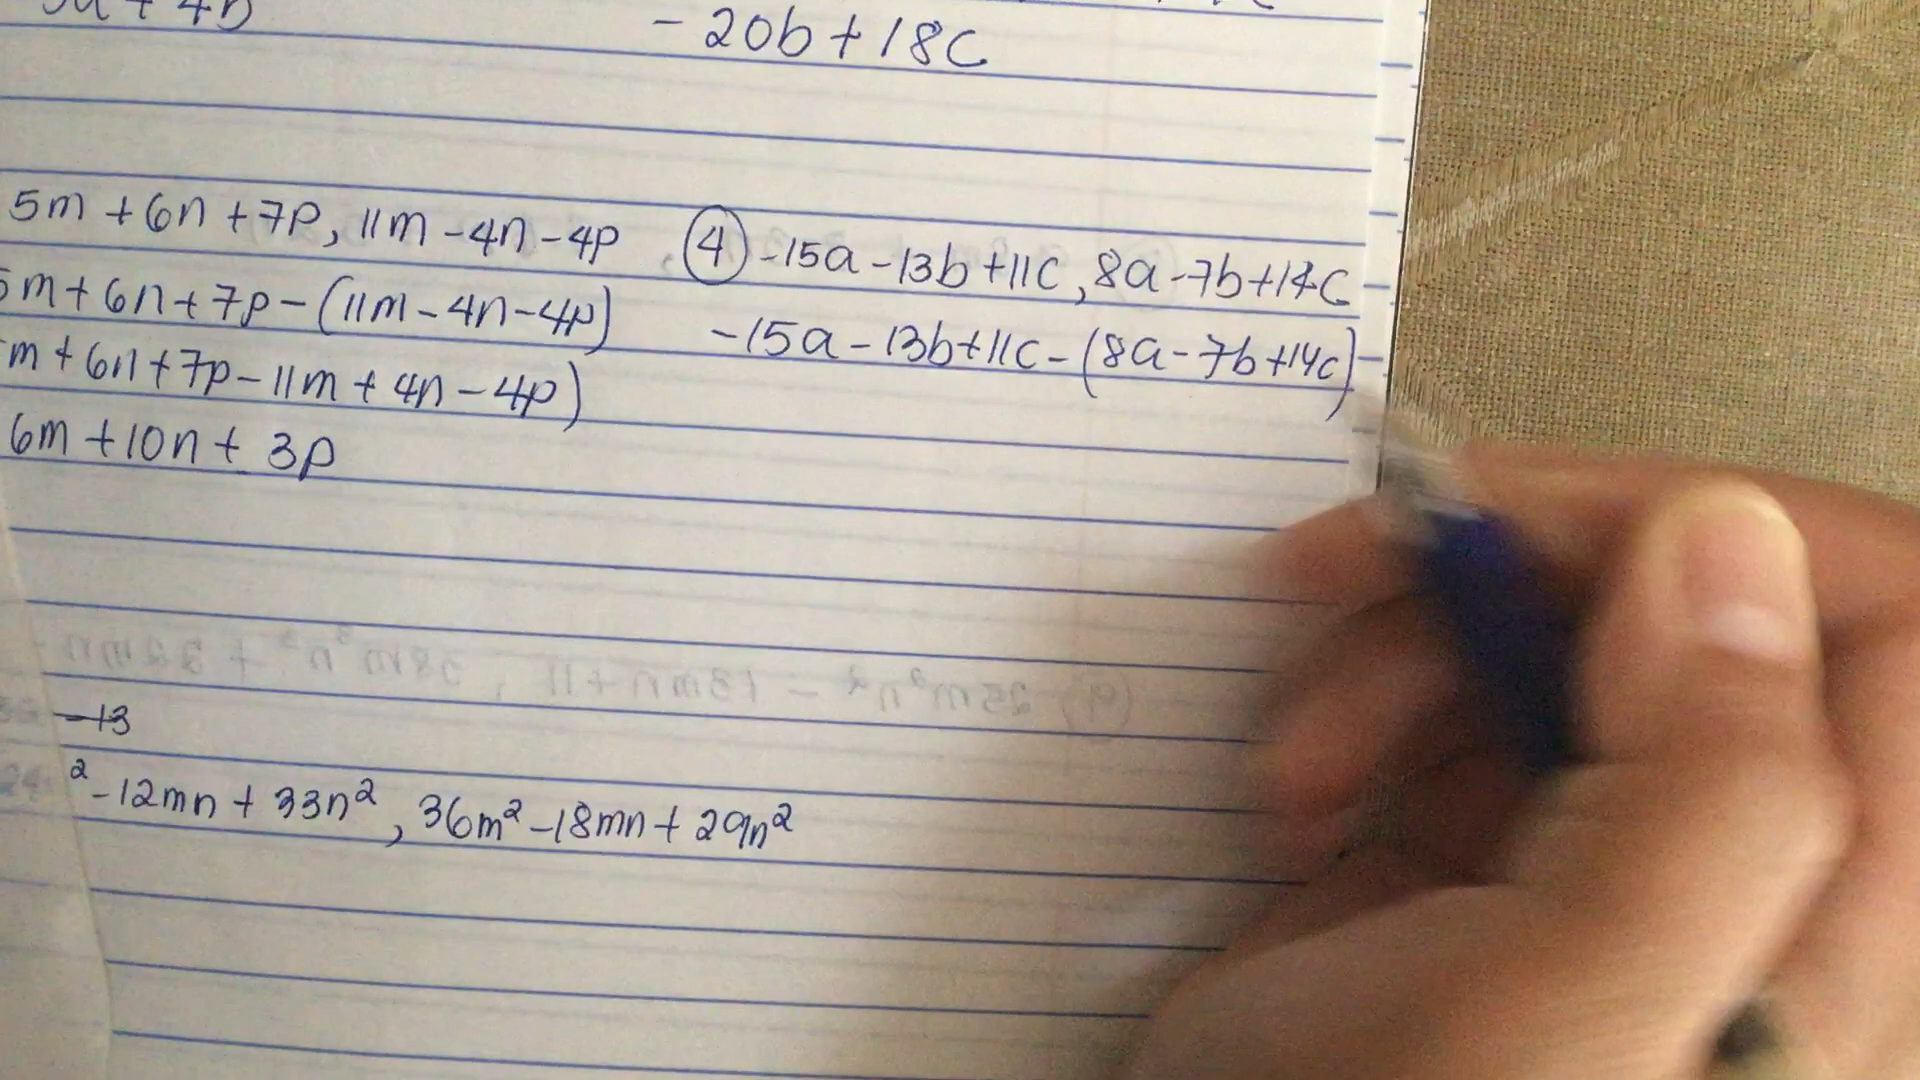 - 20b + 18c
5m + 6n + 7p, 11m - 4n - 4p
④ -15a - 13b + 11c, 8a - 7b + 14c
5m + 6n + 7p - (11m - 4n - 4p)
-15a - 13b + 11c - (8a - 7b + 14c)
m + 6n + 7p - 11m + 4n - 4p)
6m + 10n + 3p
-13
² - 12mn + 33n², 36m² - 18mn + 29n²